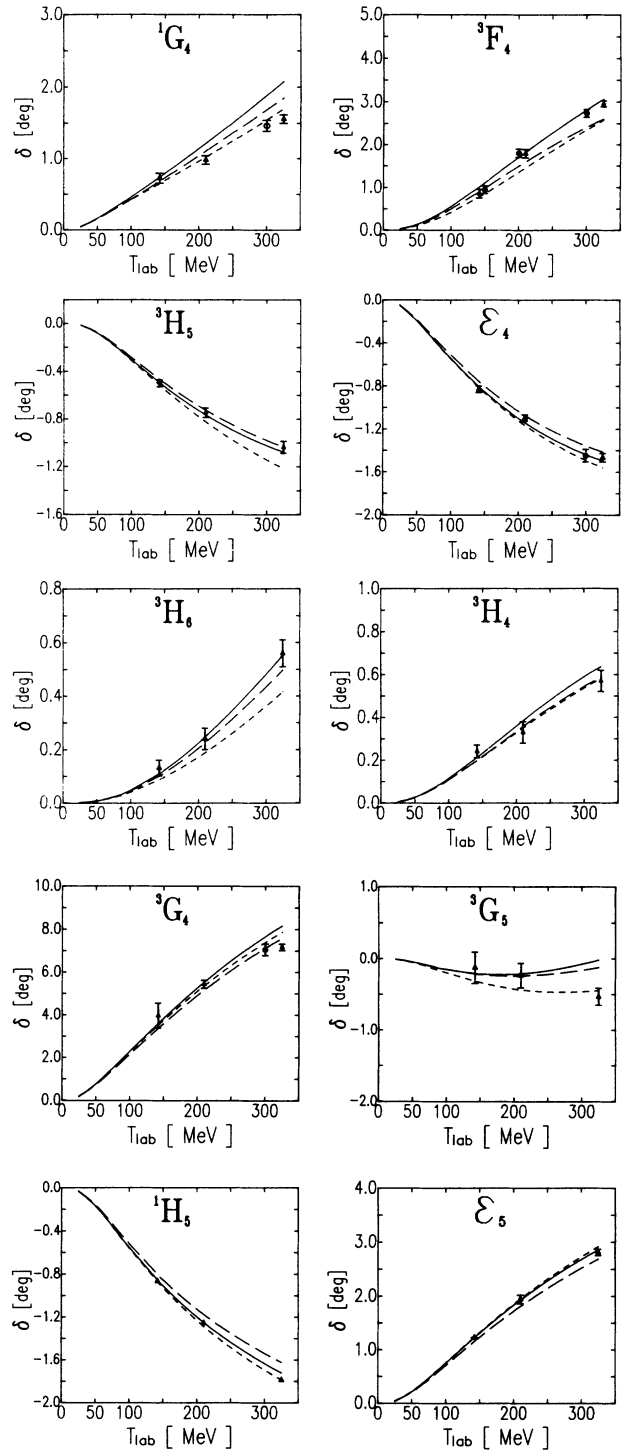 ¹G₄
3.0
2.0
1.0
0.0
δ [deg]
0 50 100 150 200 250 300
Tlab [ MeV ]
³F₄
5.0
4.0
3.0
2.0
1.0
0.0
δ [deg]
0 50 100 150 200 250 300
Tlab [ MeV ]
³H₅
0.0
-0.4
-0.8
-1.2
-1.6
δ [deg]
0 50 100 150 200 250 300
Tlab [ MeV ]
ℰ₄
0.0
-0.4
-0.8
-1.2
-1.6
-2.0
δ [deg]
0 50 100 150 200 250 300
Tlab [ MeV ]
³H₆
0.8
0.6
0.4
0.2
0.0
δ [deg]
0 50 100 150 200 250 300
Tlab [ MeV ]
³H₄
1.0
0.8
0.6
0.4
0.2
0.0
δ [deg]
0 50 100 150 200 250 300
Tlab [ MeV ]
³G₄
10.0
8.0
6.0
4.0
2.0
0.0
δ [deg]
0 50 100 150 200 250 300
Tlab [ MeV ]
³G₅
1.0
0.0
-1.0
-2.0
δ [deg]
0 50 100 150 200 250 300
Tlab [ MeV ]
¹H₅
0.0
-0.4
-0.8
-1.2
-1.6
-2.0
δ [deg]
0 50 100 150 200 250 300
Tlab [ MeV ]
ℰ₅
4.0
3.0
2.0
1.0
0.0
δ [deg]
0 50 100 150 200 250 300
Tlab [ MeV ]